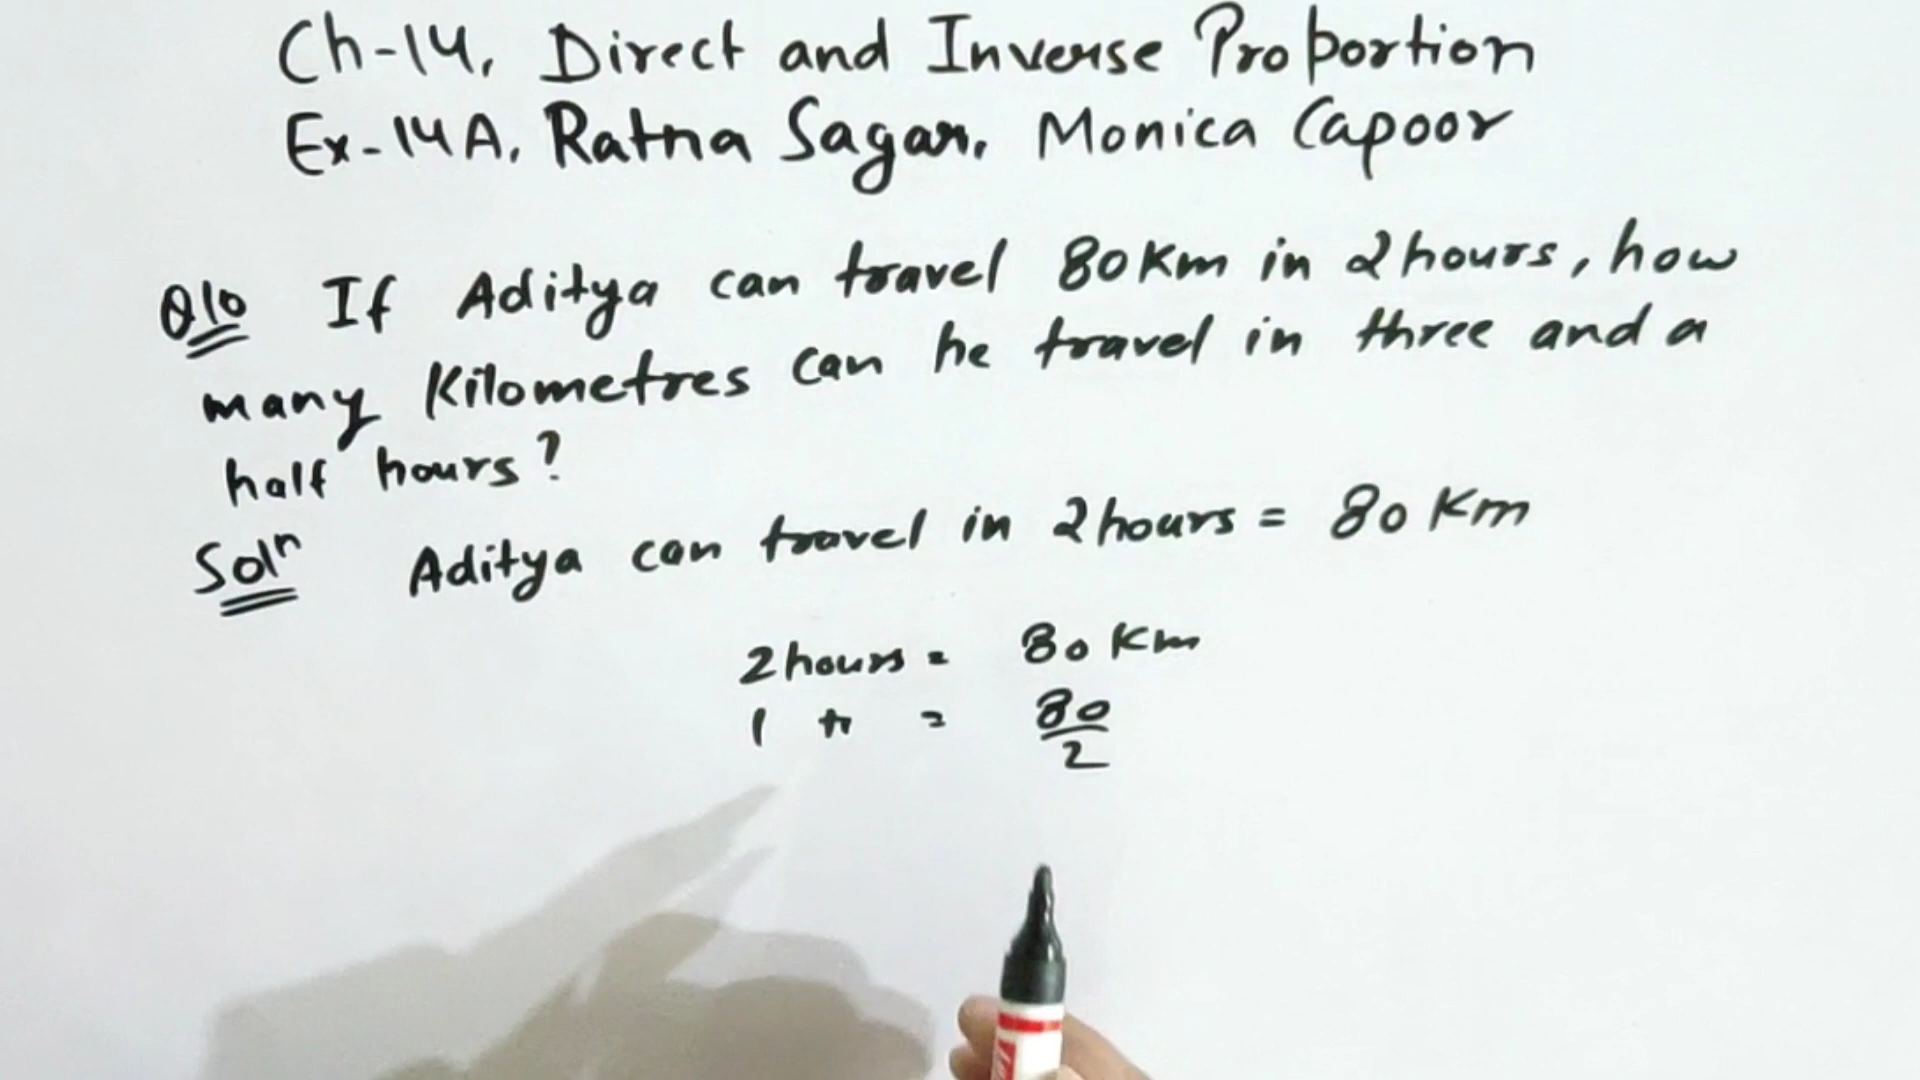 Ch-14, Direct and Inverse Proportion
Ex-14A, Ratna Sagar, Monica Capoor
Q10 If Aditya can travel 80Km in 2hours, how
many Kilometres can he travel in three and a
half hours?
Soln Aditya can travel in 2hours = 80 Km
2hours = 80 Km
1 = 80/2